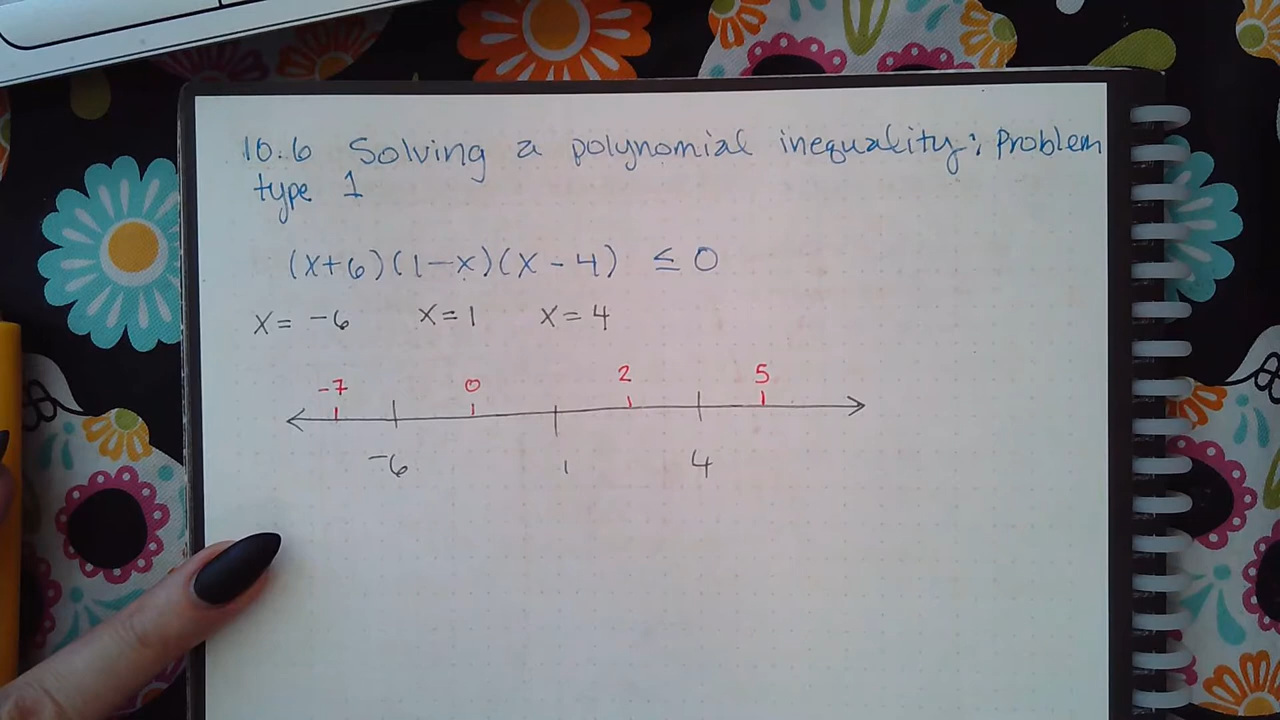 10.6 Solving a polynomial inequality: Problem
type 1
(x+6)(1-x)(x-4) ≤ 0
x = -6 x = 1 x = 4
-7 0 2 5
-6 1 4